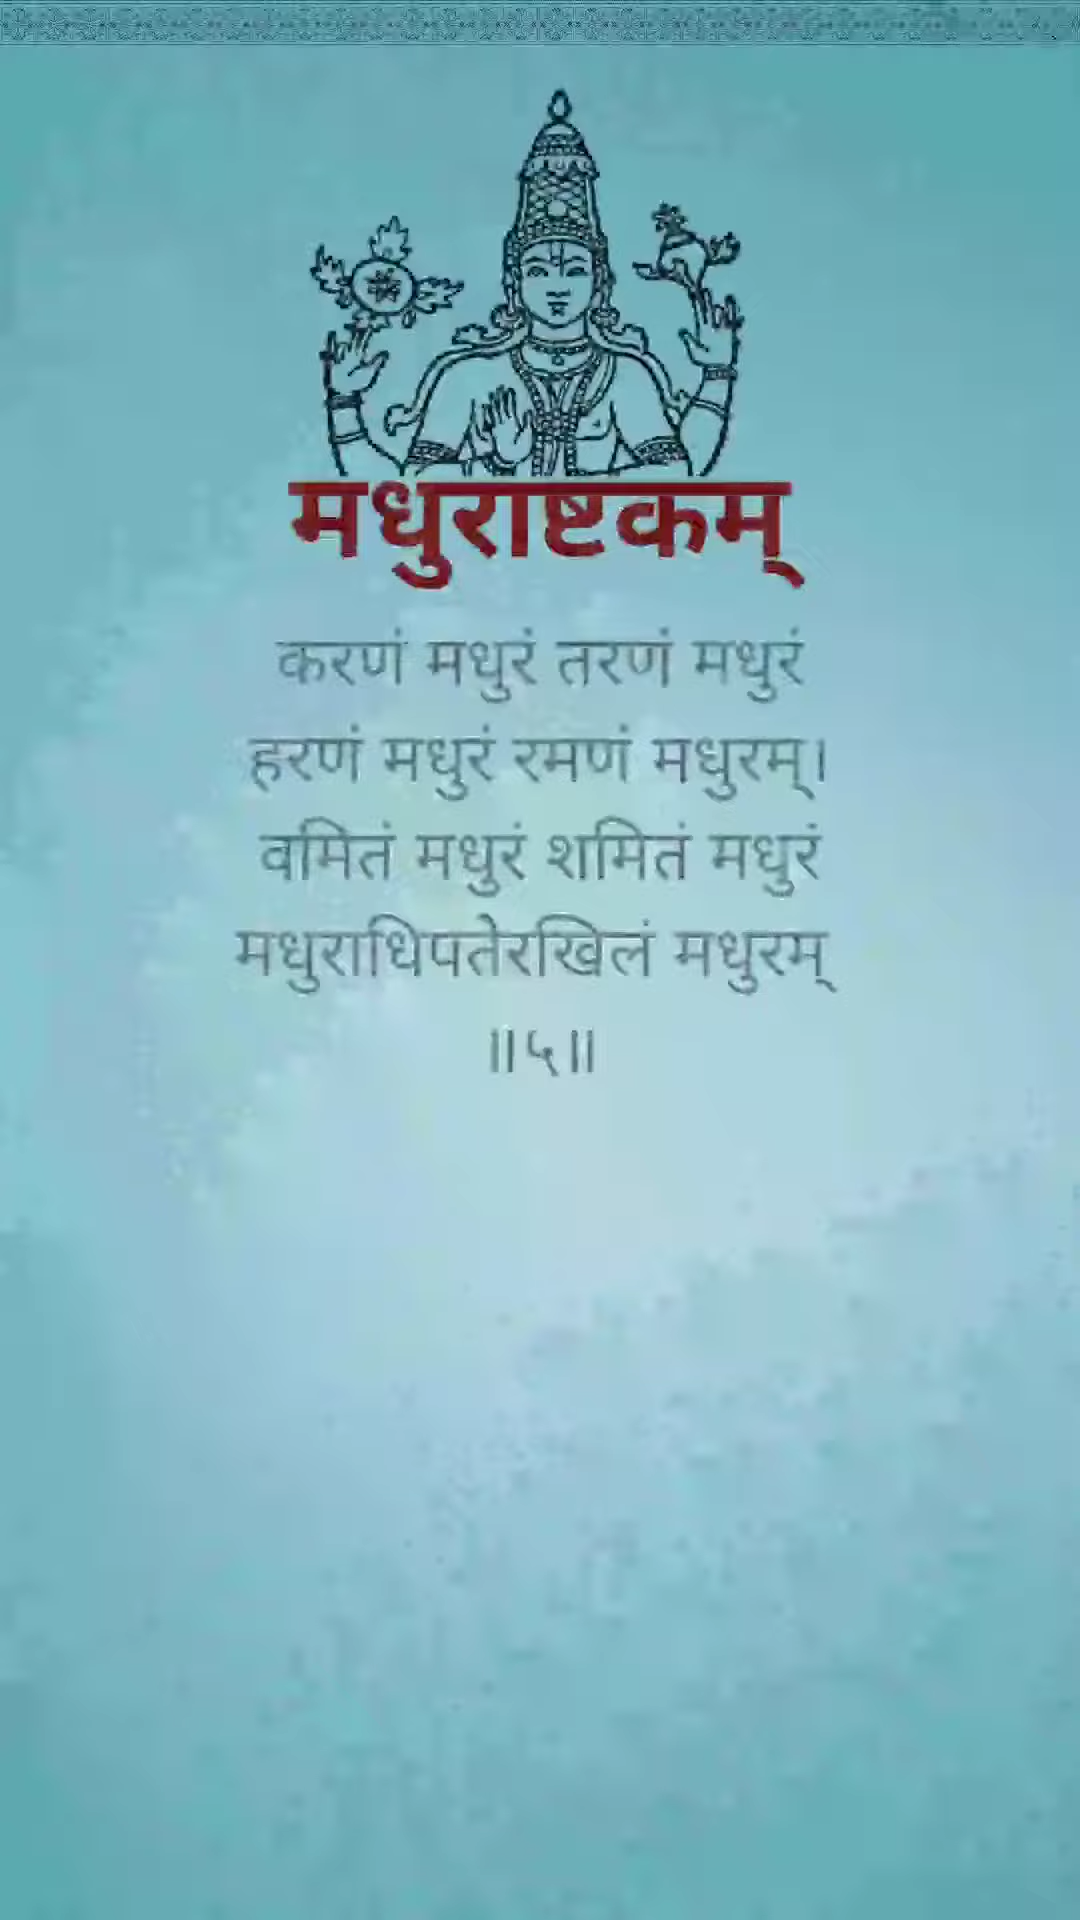 मधुराष्टकम्
करणं मधुरं तरणं मधुरं
हरणं मधुरं रमणं मधुरम्।
वमितं मधुरं शमितं मधुरं
मधुराधिपतेरखिलं मधुरम्
॥५॥